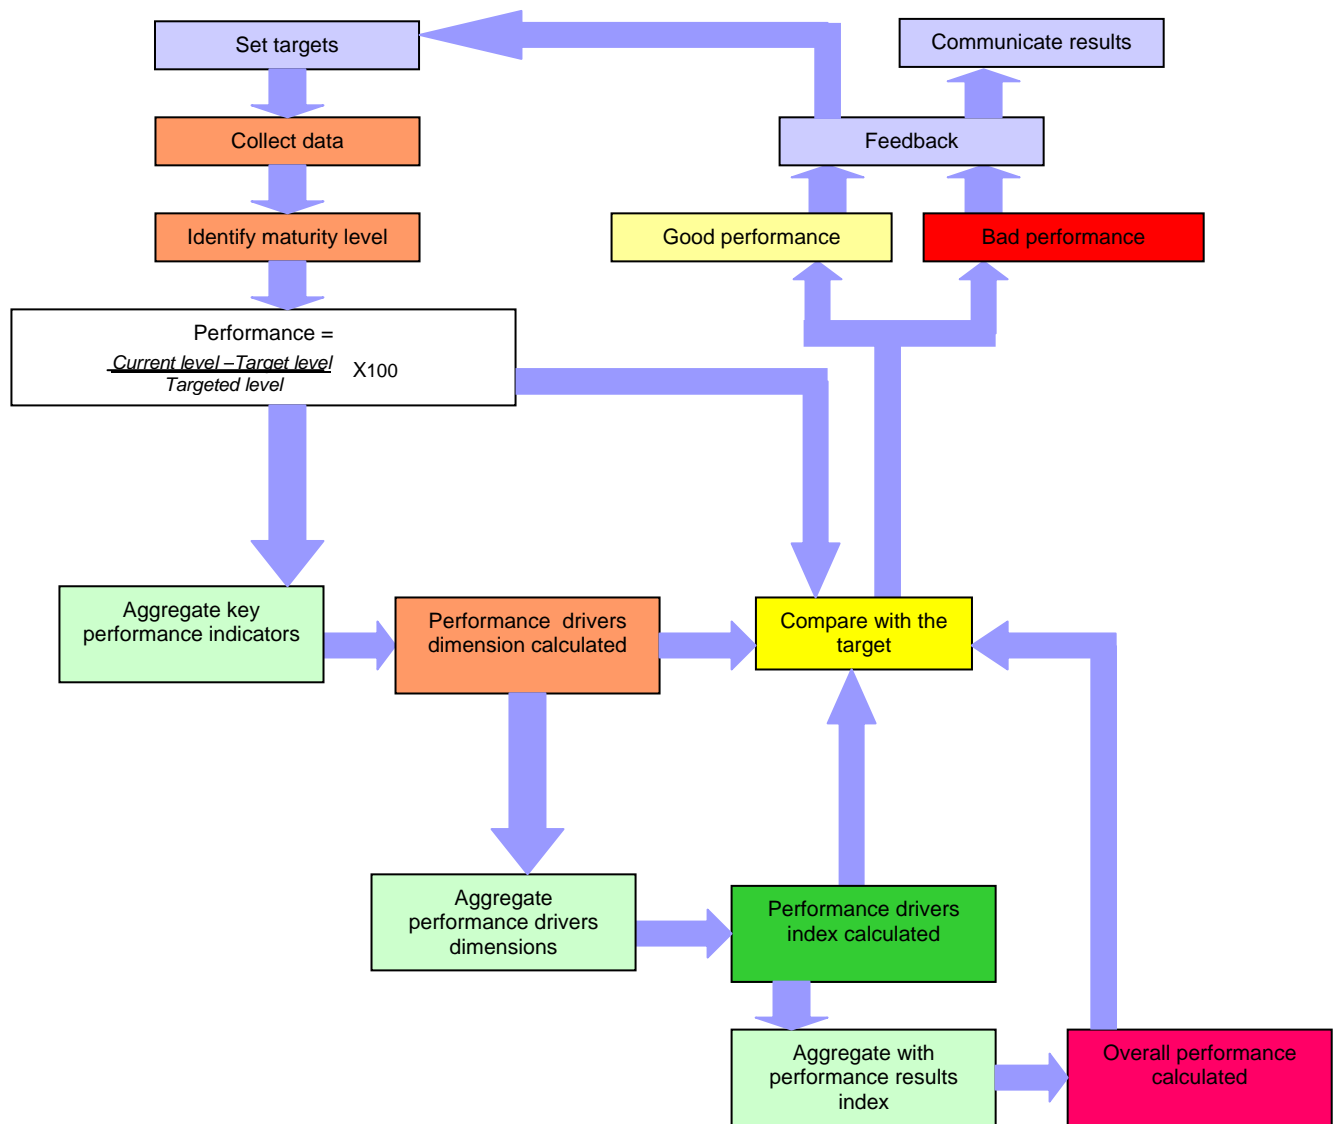 Set targets
Communicate results
Collect data
Feedback
Identify maturity level
Good performance
Bad performance
Performance =
Current level –Target level
X100
Targeted level
Aggregate key
performance indicators
Performance  drivers
dimension calculated
Compare with the
target
Aggregate
performance drivers
dimensions
Performance drivers
index calculated
Aggregate with
performance results
index
Overall performance
calculated